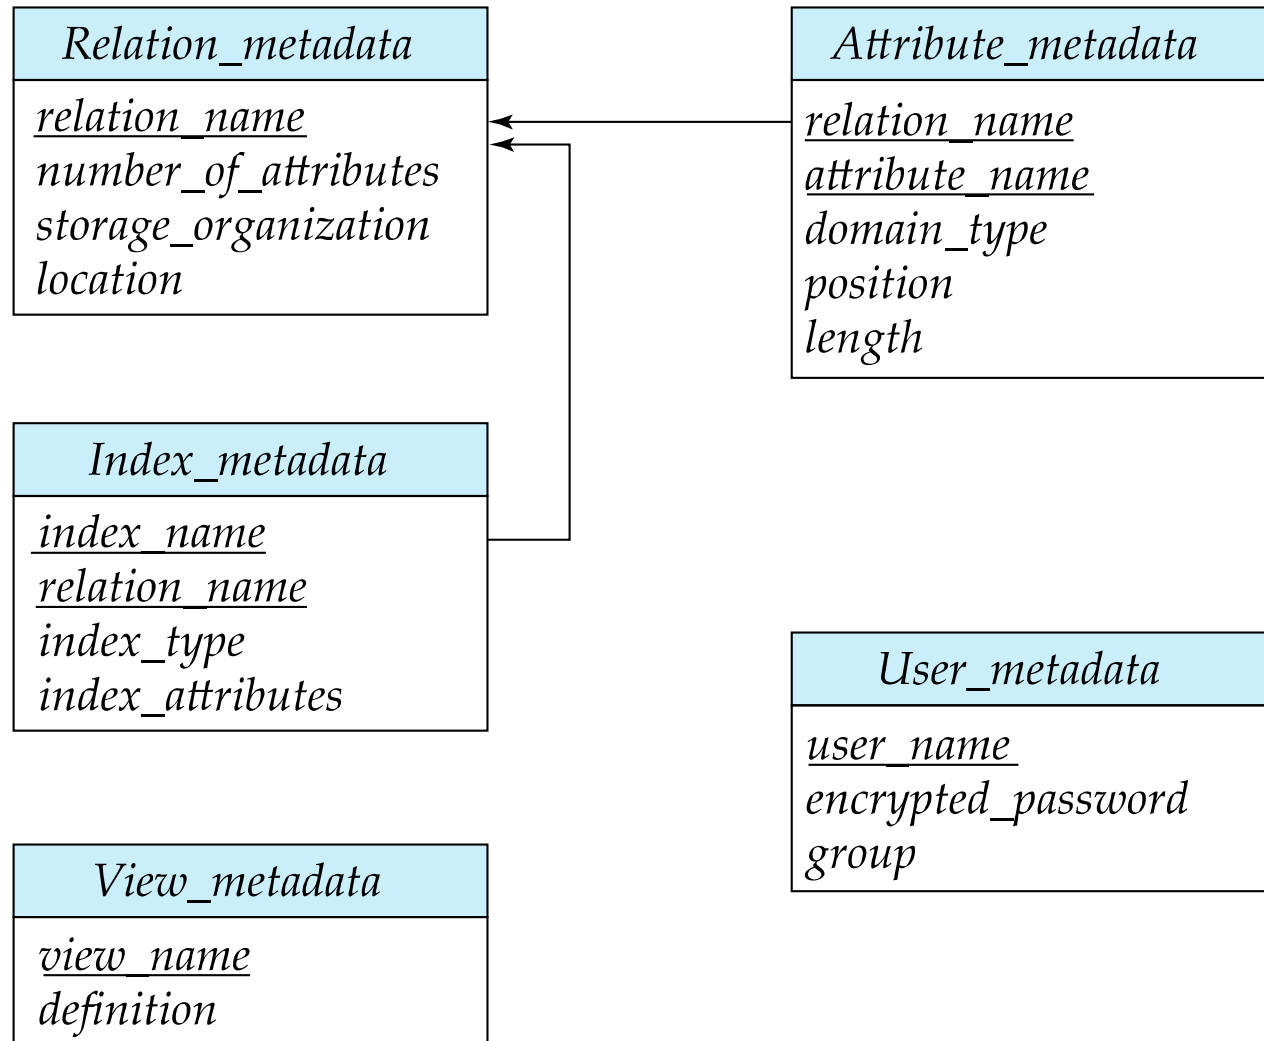 Relation_metadata
relation_name
number_of_attributes
storage_organization
location
Attribute_metadata
relation_name
attribute_name
domain_type
position
length
Index_metadata
index_name
relation_name
index_type
index_attributes
User_metadata
user_name
encrypted_password
group
View_metadata
view_name
definition